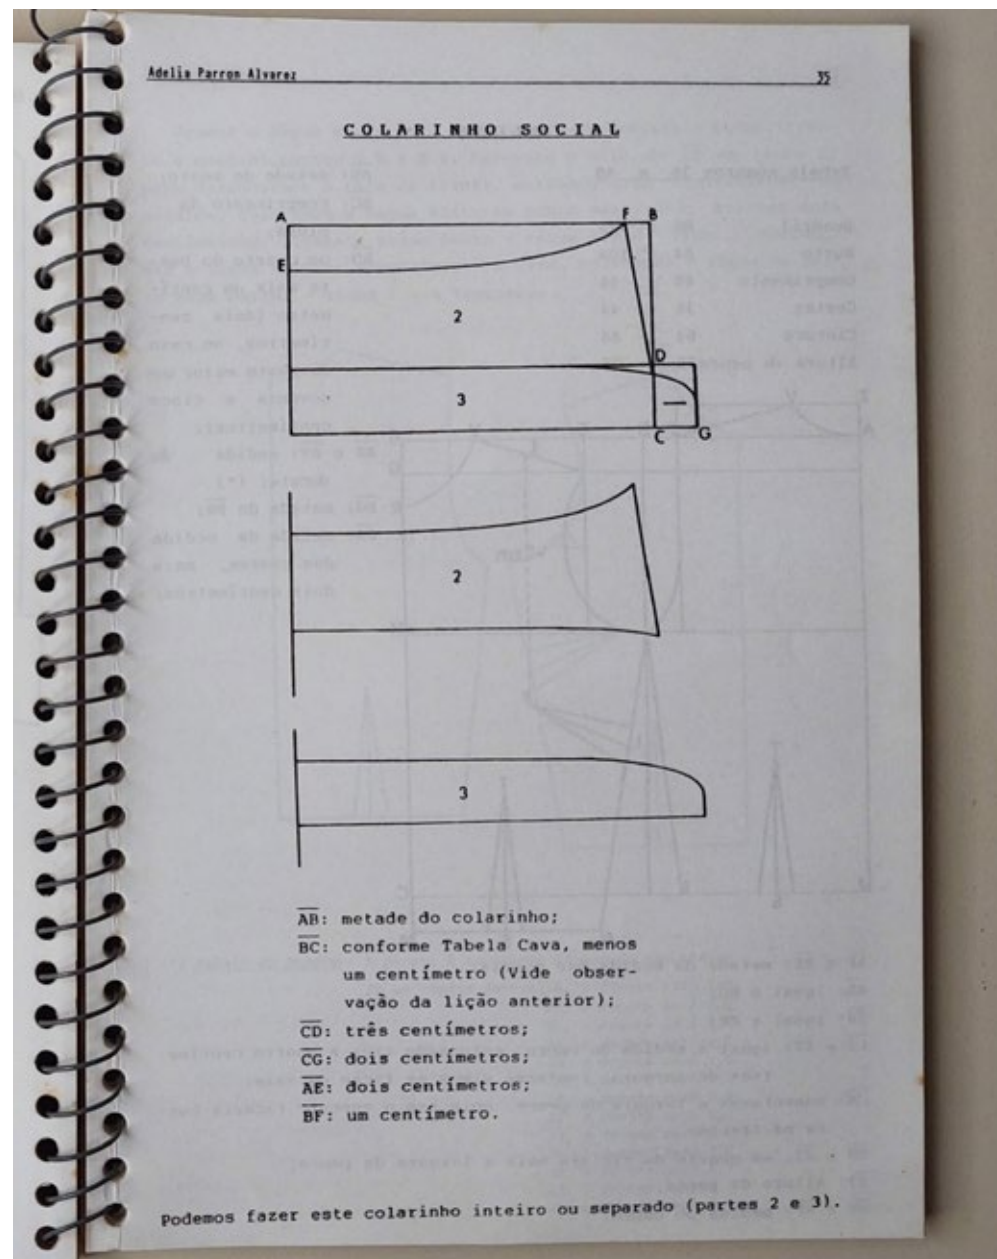 Adelia Parron Alvarez 35
COLARINHO SOCIAL
A F B
E
2
D
3
C G
2
3
AB: metade do colarinho;
BC: conforme Tabela Cava, menos
um centímetro (Vide obser-
vação da lição anterior);
CD: três centímetros;
CG: dois centímetros;
AE: dois centímetros;
BF: um centímetro.
Podemos fazer este colarinho inteiro ou separado (partes 2 e 3).